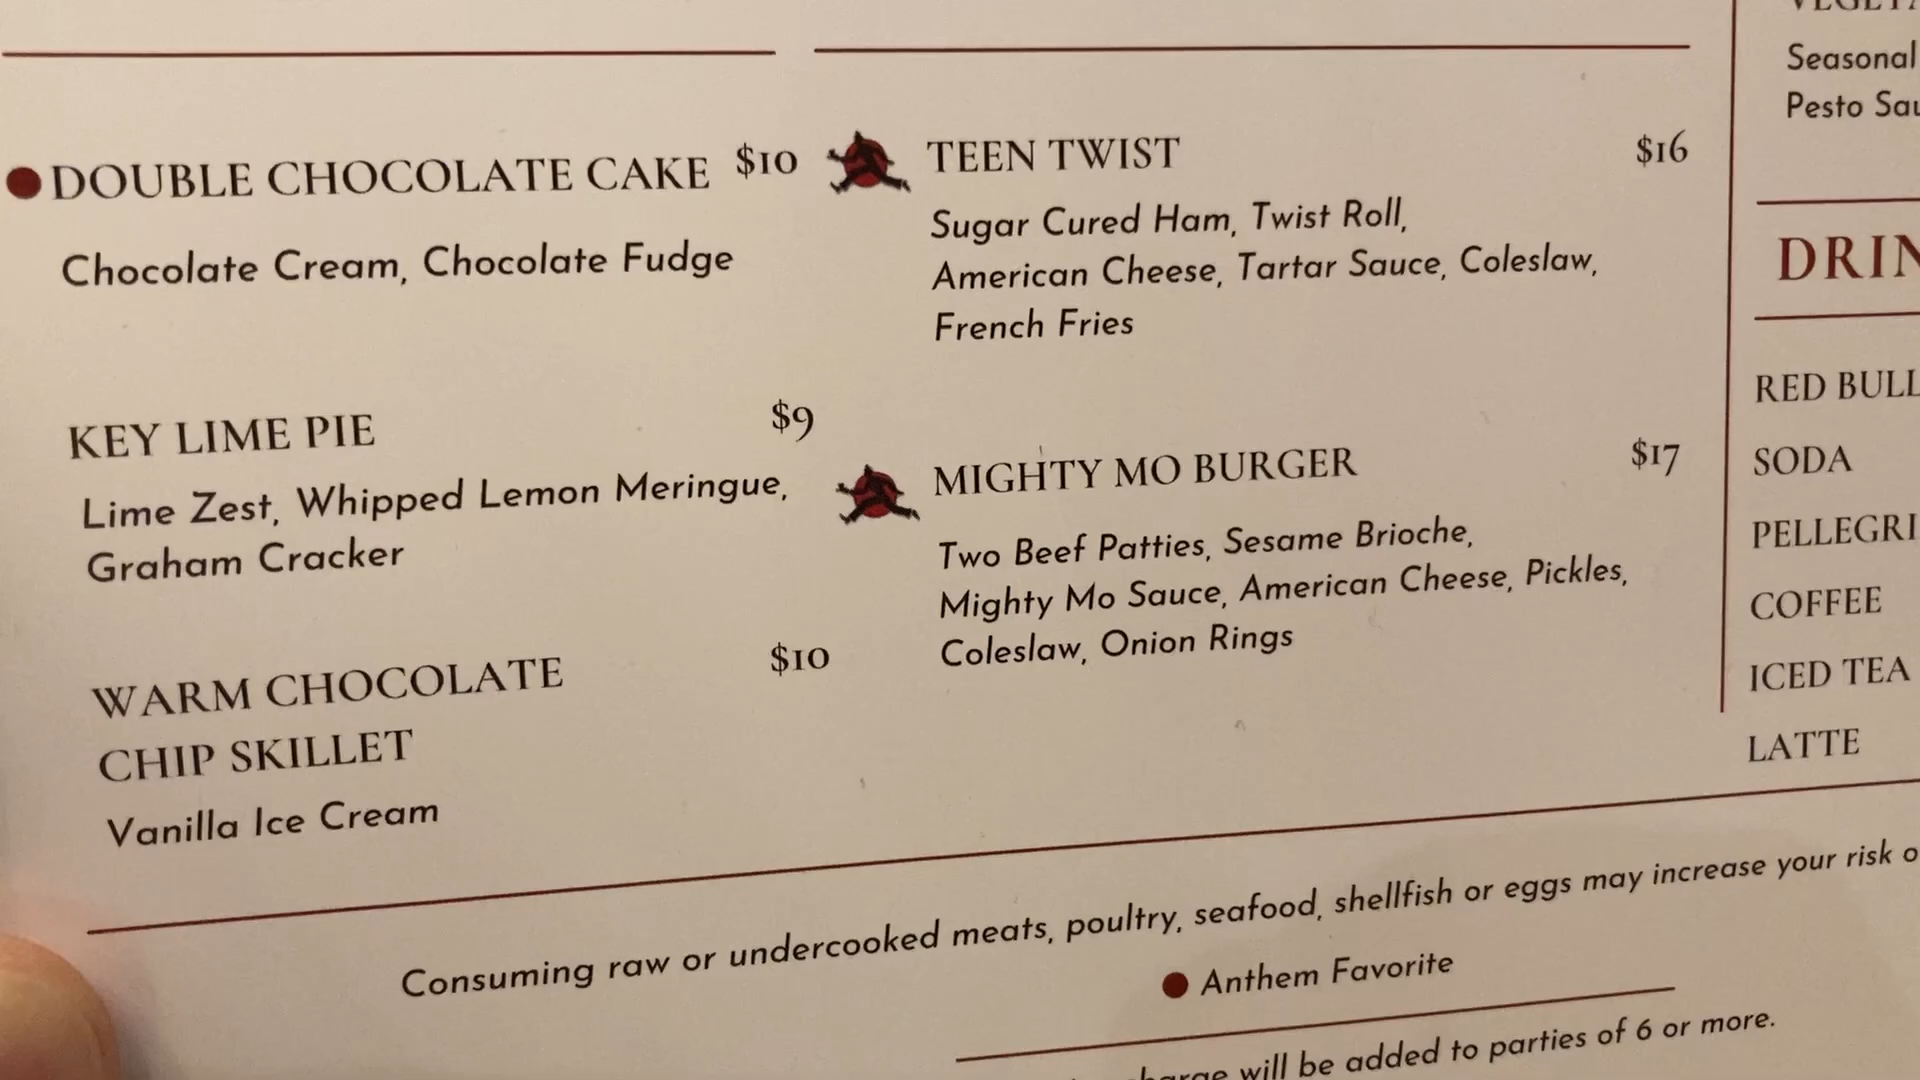 DOUBLE CHOCOLATE CAKE $10
Chocolate Cream, Chocolate Fudge
KEY LIME PIE $9
Lime Zest, Whipped Lemon Meringue,
Graham Cracker
WARM CHOCOLATE $10
CHIP SKILLET
Vanilla Ice Cream
TEEN TWIST $16
Sugar Cured Ham, Twist Roll,
American Cheese, Tartar Sauce, Coleslaw,
French Fries
MIGHTY MO BURGER $17
Two Beef Patties, Sesame Brioche,
Mighty Mo Sauce, American Cheese, Pickles,
Coleslaw, Onion Rings
Seasonal
Pesto
RED BULL
SODA
COFFEE
ICED TEA
LATTE
Consuming raw or undercooked meats, poultry, seafood, shellfish or eggs may increase your risk
Anthem Favorite
will be added to parties of 6 or more.